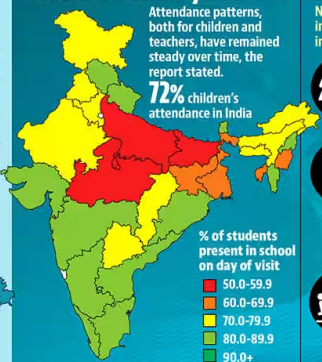 Attendance patterns,
both for children and
teachers, have remained
steady over time, the
report stated.
72% children's
attendance in India
% of students
present in school
on day of visit
50.0-59.9
60.0-69.9
70.0-79.9
80.0-89.9
90.0+